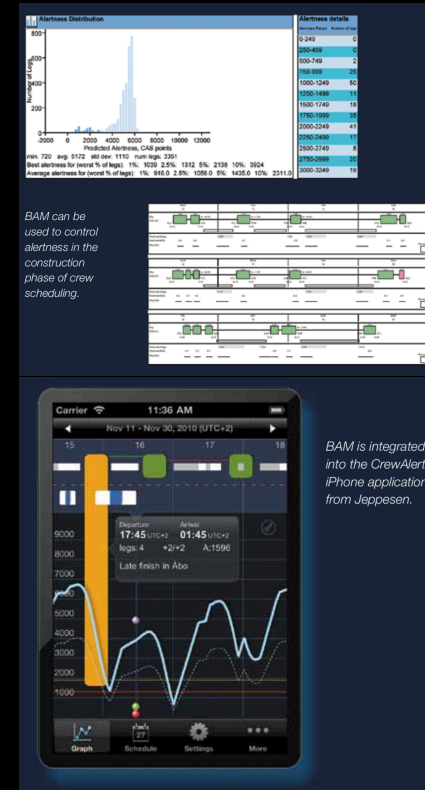 Alertness Distribution
Alertness details
Alertness Range Number of legs
0-249 0
250-499 0
500-749 2
750-999 26
1000-1249 50
1250-1499 11
1500-1749 18
1750-1999 35
2000-2249 41
2250-2499 17
2500-2749 8
2750-2999 20
3000-3249 19
800
600
400
200
0
Number of Legs
-2000 0 2000 4000 6000 8000 10000 12000
Predicted Alertness, CAS points
min: 720 avg: 5172 std dev: 1110 num legs: 3351
Best alertness for (worst % of legs): 1%: 1039 2.5%: 1312 5%: 2136 10%: 3924
Average alertness for (worst % of legs): 1%: 916.0 2.5%: 1056.0 5%: 1435.0 10%: 2311.0
BAM can be
used to control
alertness in the
construction
phase of crew
scheduling.
Carrier 11:36 AM
Nov 11 - Nov 30, 2010 (UTC+2)
15 16 17 18
Departure Arrival
17:45 UTC+2 01:45 UTC+2
legs: 4 +2/+2 A:1596
Late finish in Åbo
9000
8000
7000
6000
5000
4000
3000
2000
1000
27
Graph Schedule Settings More
BAM is integrated
into the CrewAlert
iPhone application
from Jeppesen.